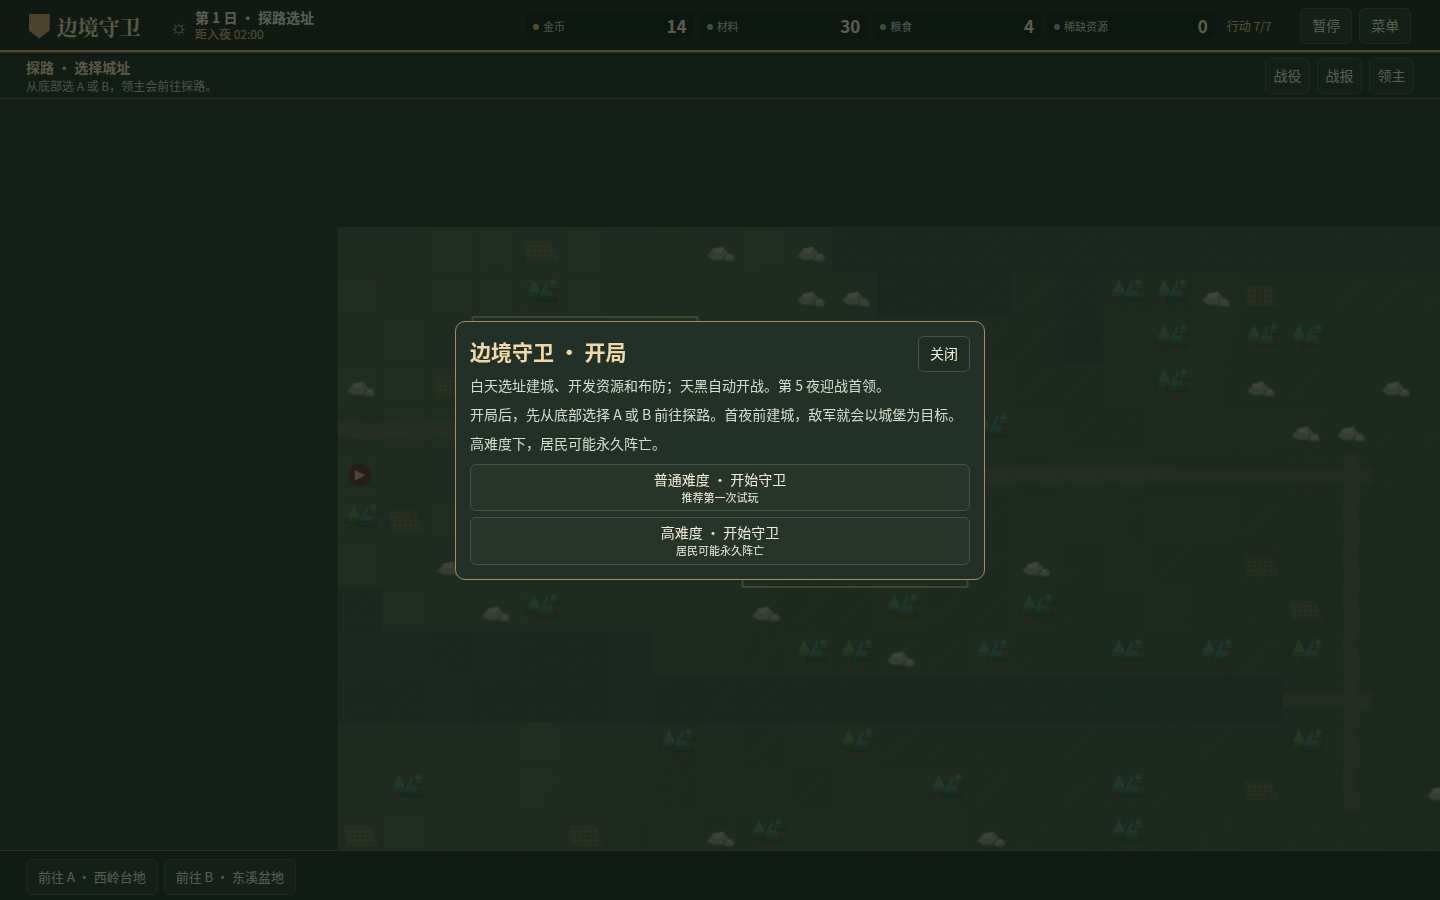 边境守卫
第 1 日 · 探路选址
距入夜 02:00
金币 14
材料 30
粮食 4
稀缺资源 0
行动 7/7
暂停
菜单
探路 · 选择城址
从底部选 A 或 B，领主会前往探路。
战役
战报
领主
边境守卫 · 开局
关闭
白天选址建城、开发资源和布防；天黑自动开战。第 5 夜迎战首领。
开局后，先从底部选择 A 或 B 前往探路。首夜前建城，敌军就会以城堡为目标。
高难度下，居民可能永久阵亡。
普通难度 · 开始守卫
推荐第一次试玩
高难度 · 开始守卫
居民可能永久阵亡
前往 A · 西岭台地
前往 B · 东溪盆地